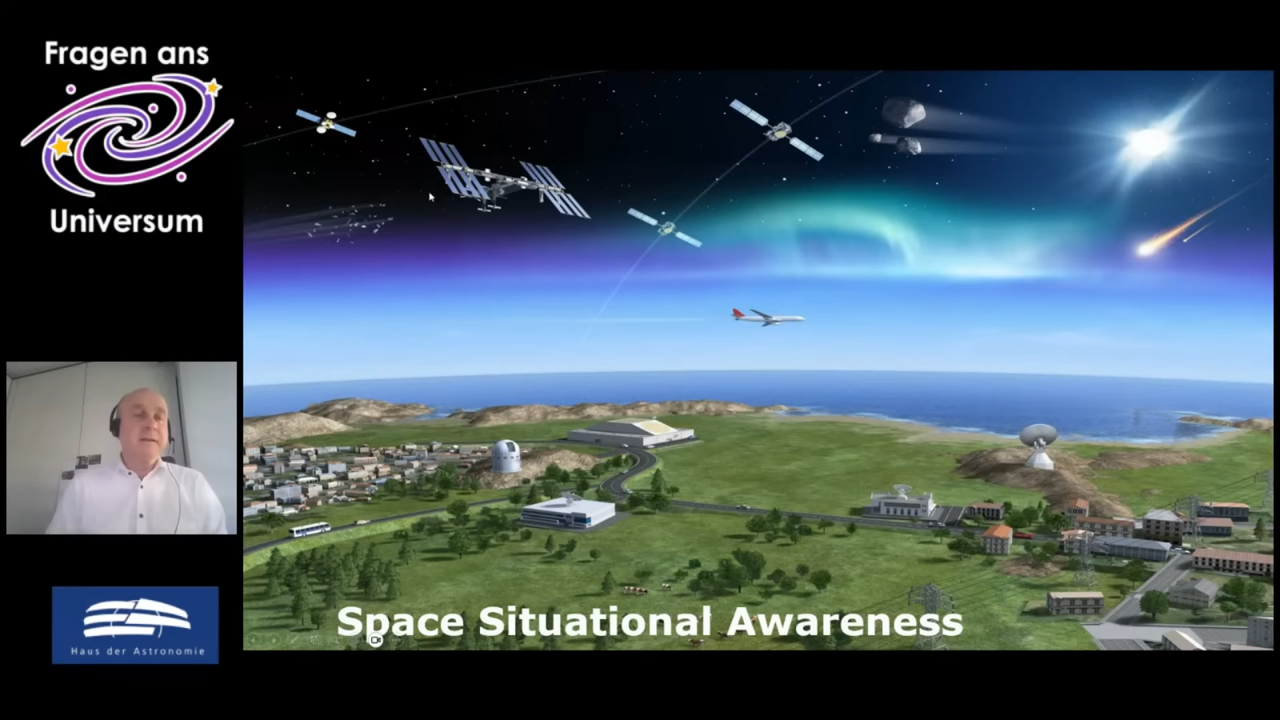 Fragen ans
Universum
Haus der Astronomie
Space Situational Awareness